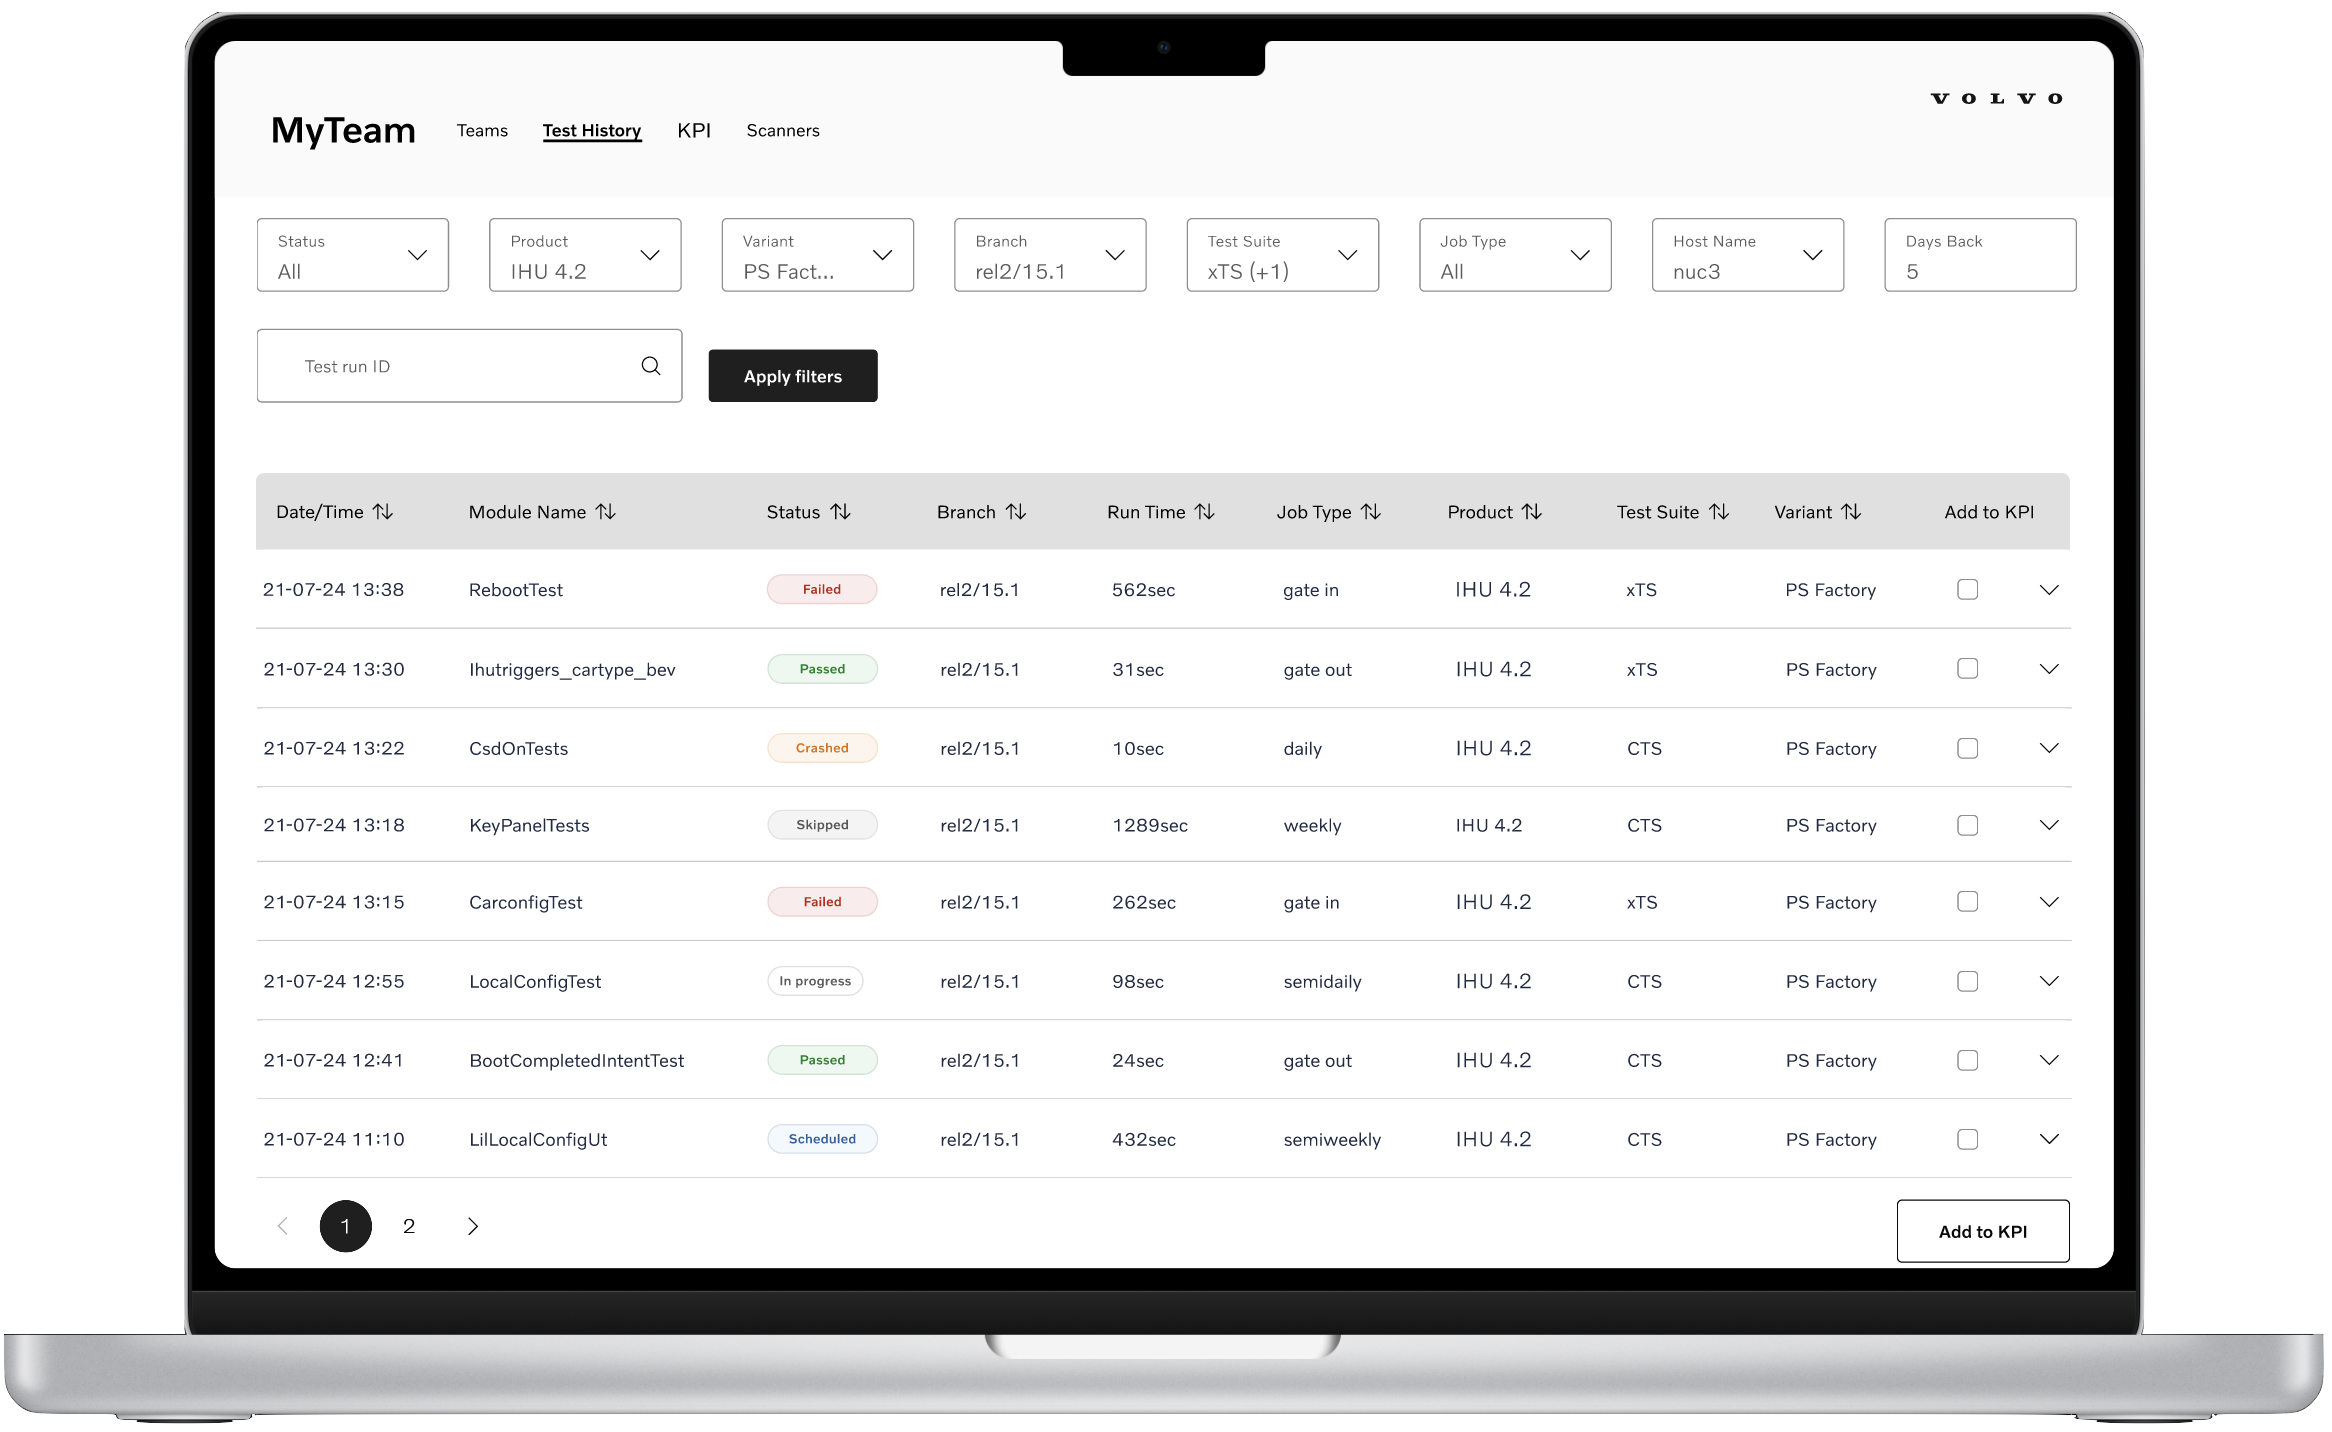 VOLVO
MyTeam Teams Test History KPI Scanners
Status Product Variant Branch Test Suite Job Type Host Name Days Back
All IHU 4.2 PS Fact... rel2/15.1 xTS (+1) All nuc3 5
Test run ID Apply filters
Date/Time Module Name Status Branch Run Time Job Type Product Test Suite Variant Add to KPI
21-07-24 13:38 RebootTest Failed rel2/15.1 562sec gate in IHU 4.2 xTS PS Factory
21-07-24 13:30 Ihutriggers_cartype_bev Passed rel2/15.1 31sec gate out IHU 4.2 xTS PS Factory
21-07-24 13:22 CsdOnTests Crashed rel2/15.1 10sec daily IHU 4.2 CTS PS Factory
21-07-24 13:18 KeyPanelTests Skipped rel2/15.1 1289sec weekly IHU 4.2 CTS PS Factory
21-07-24 13:15 CarconfigTest Failed rel2/15.1 262sec gate in IHU 4.2 xTS PS Factory
21-07-24 12:55 LocalConfigTest In progress rel2/15.1 98sec semidaily IHU 4.2 CTS PS Factory
21-07-24 12:41 BootCompletedIntentTest Passed rel2/15.1 24sec gate out IHU 4.2 CTS PS Factory
21-07-24 11:10 LilLocalConfigUt Scheduled rel2/15.1 432sec semiweekly IHU 4.2 CTS PS Factory
1 2 Add to KPI